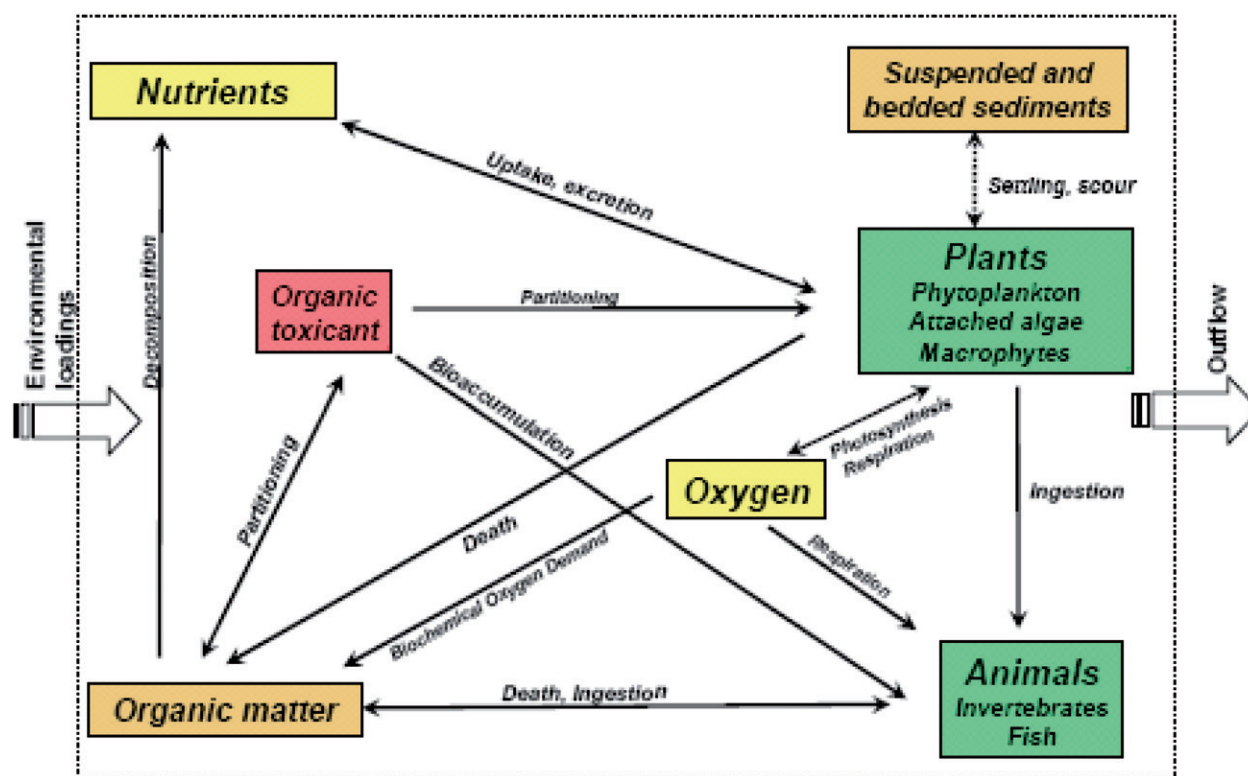 Nutrients
Suspended and
bedded sediments
Uptake, excretion
Settling, scour
Plants
Phytoplankton
Attached algae
Macrophytes
Organic
toxicant
Partitioning
Environmental
loadings
Decomposition
Outflow
Bioaccumulation
Photosynthesis
Respiration
Partitioning
Oxygen
Ingestion
Death
Respiration
Biochemical Oxygen Demand
Organic matter
Death, Ingestion
Animals
Invertebrates
Fish